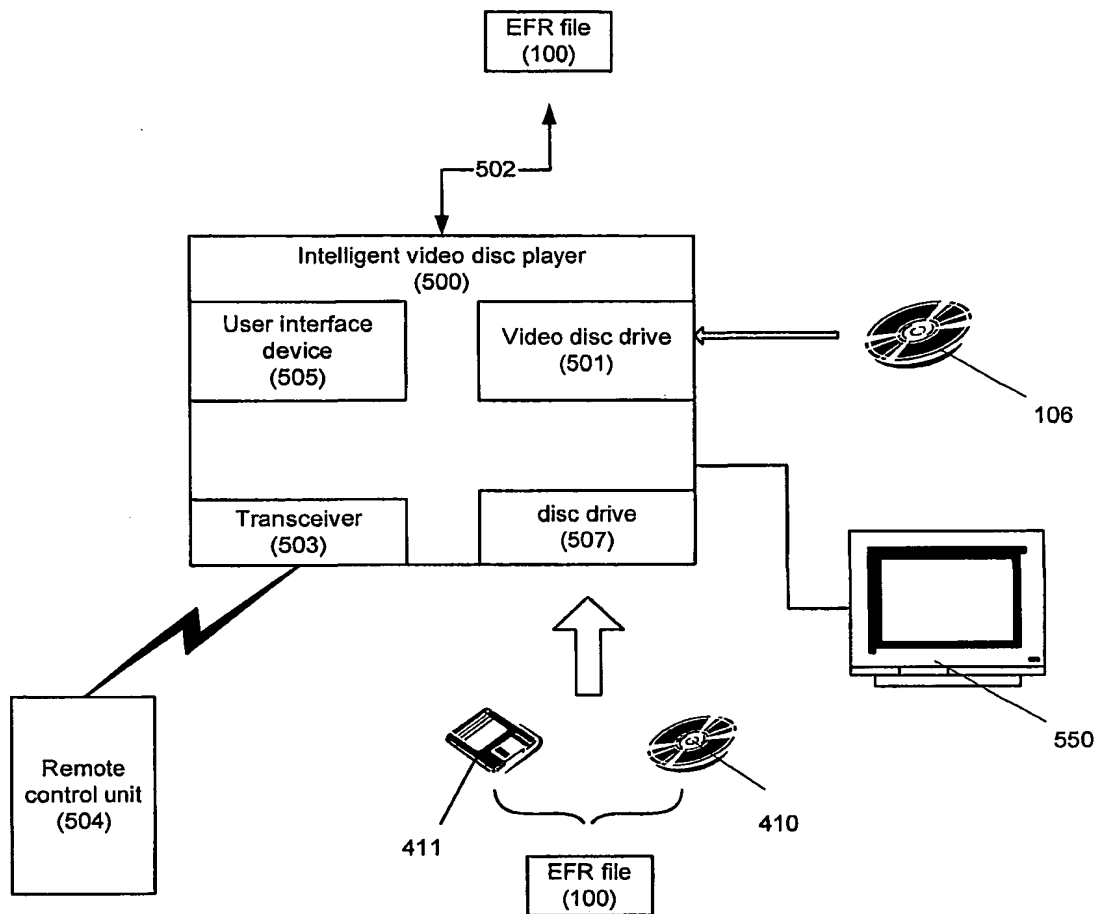 EFR file
(100)
502
Intelligent video disc player
(500)
User interface
device
(505)
Video disc drive
(501)
106
Transceiver
(503)
disc drive
(507)
550
Remote
control unit
(504)
411
410
EFR file
(100)